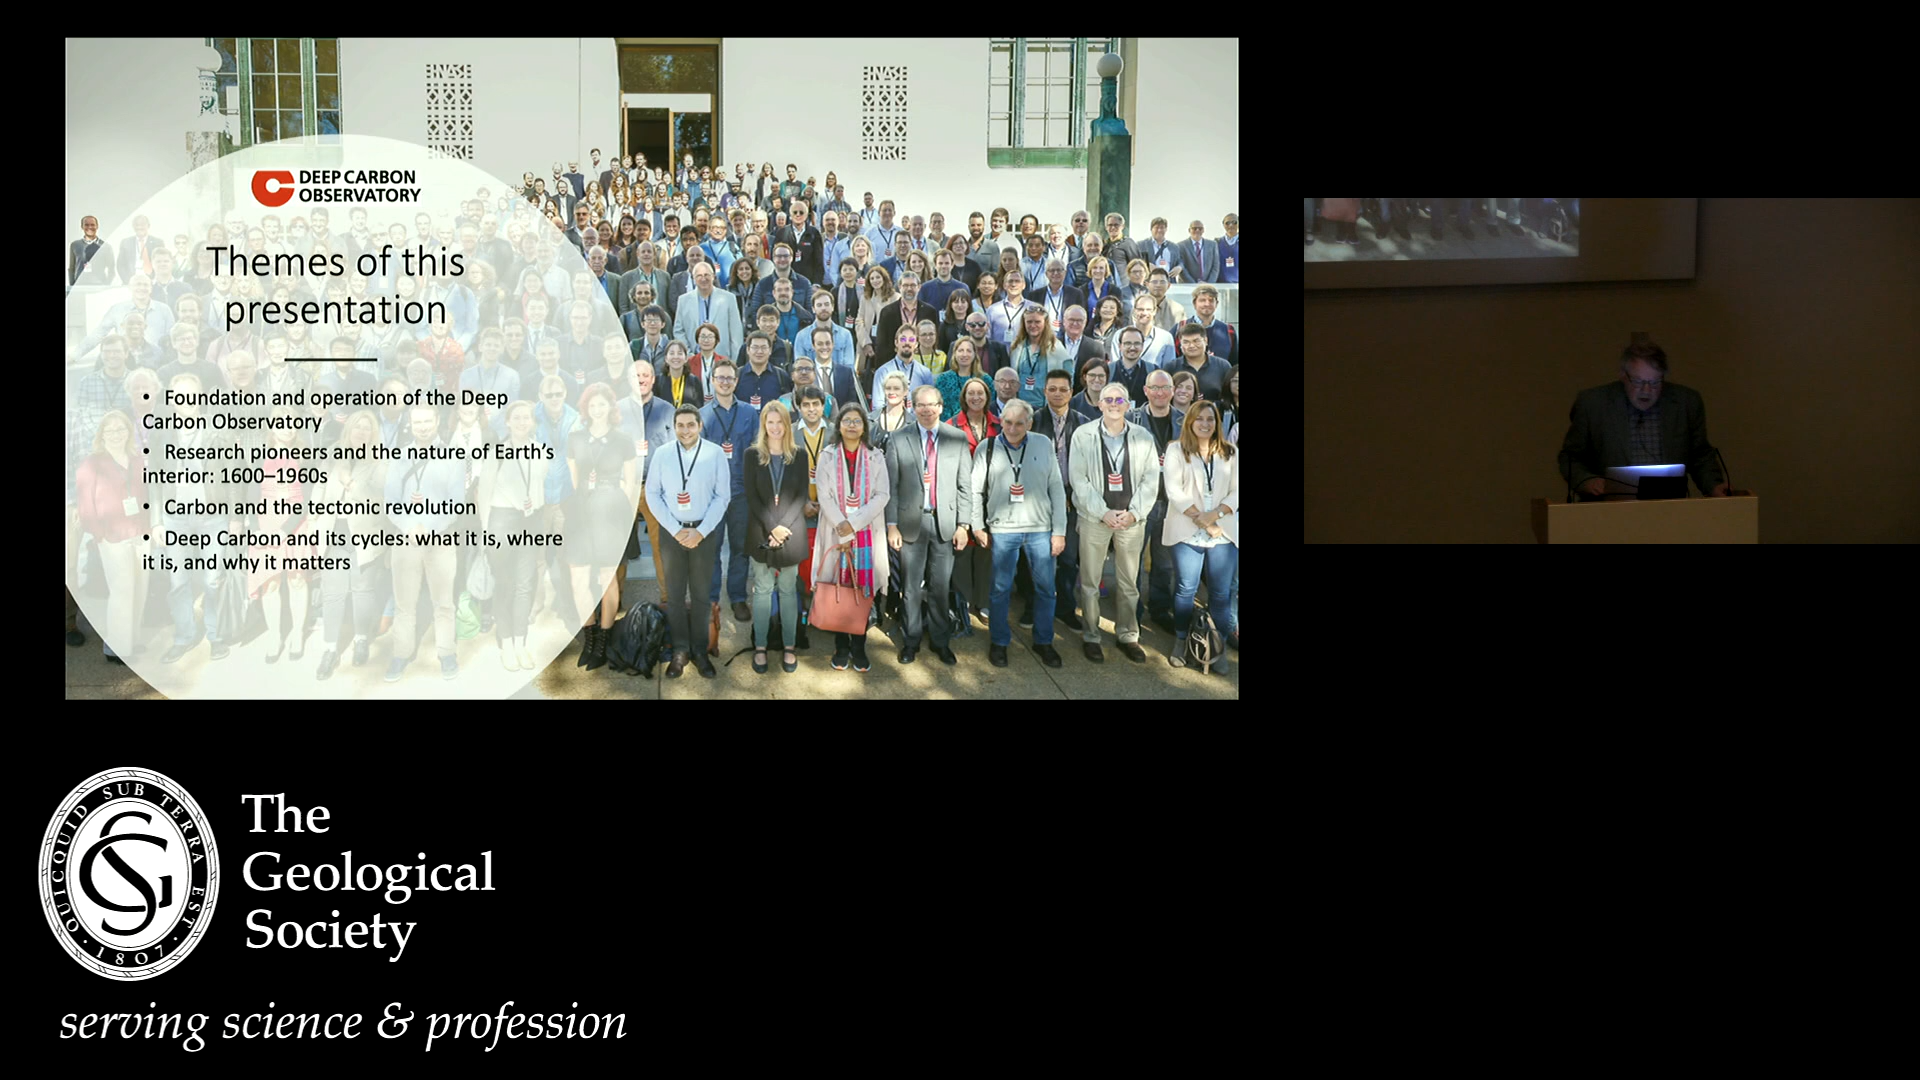 DEEP CARBON
OBSERVATORY
Themes of this
presentation
• Foundation and operation of the Deep
Carbon Observatory
• Research pioneers and the nature of Earth's
interior: 1600–1960s
• Carbon and the tectonic revolution
• Deep Carbon and its cycles: what it is, where
it is, and why it matters
QUICQUID SUB TERRA EST
· 1807 ·
The
Geological
Society
serving science & profession